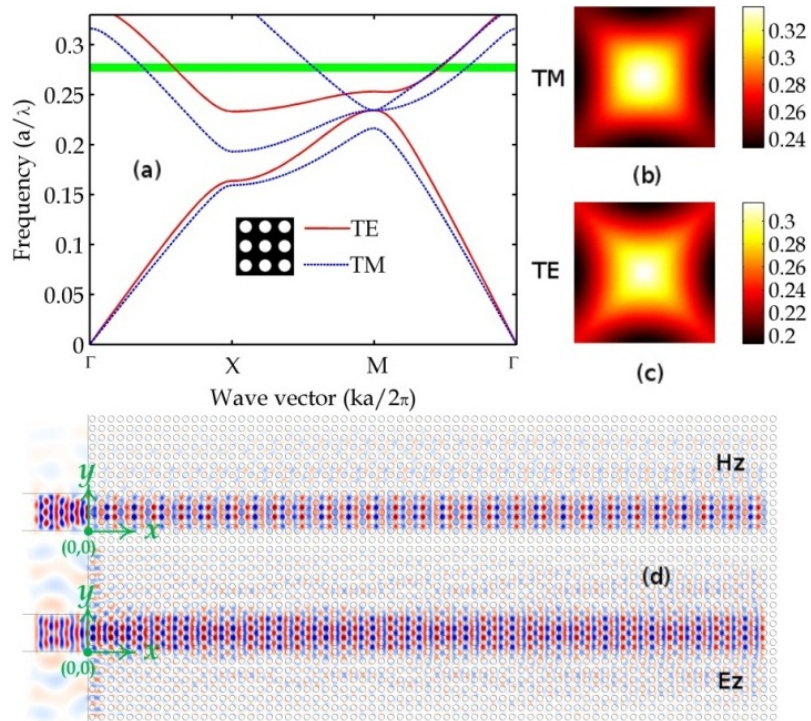 0.3
0.25
0.2
0.15
0.1
0.05
0
Frequency (a/λ)
(a)
TE
TM
Γ X M Γ
Wave vector (ka/2π)
TM
0.32
0.3
0.28
0.26
0.24
(b)
TE
0.3
0.28
0.26
0.24
0.22
0.2
(c)
Hz
y
x
(0,0)
(d)
y
x
(0,0)
Ez